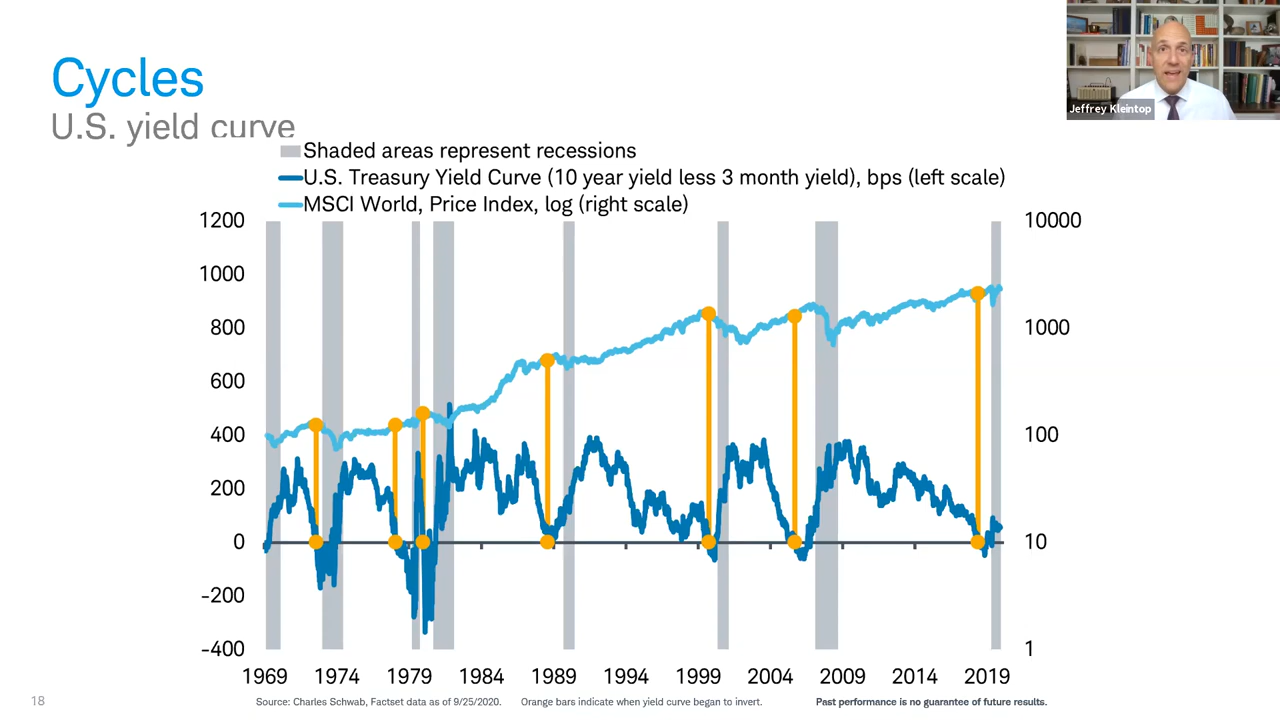 Cycles
U.S. yield curve
Jeffrey Kleintop
Shaded areas represent recessions
U.S. Treasury Yield Curve (10 year yield less 3 month yield), bps (left scale)
MSCI World, Price Index, log (right scale)
1200
1000
800
600
400
200
0
-200
-400
10000
1000
100
10
1
1969 1974 1979 1984 1989 1994 1999 2004 2009 2014 2019
18
Source: Charles Schwab, Factset data as of 9/25/2020. Orange bars indicate when yield curve began to invert. Past performance is no guarantee of future results.